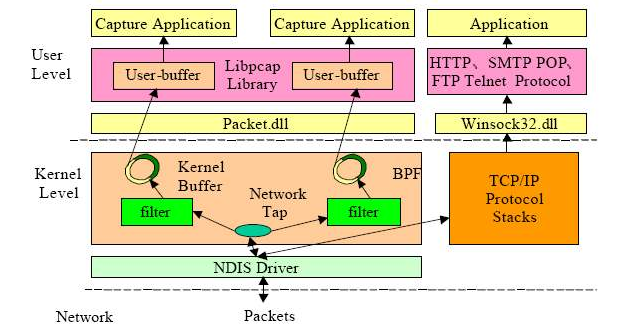 Capture Application
Capture Application
Application
User
Level
User-buffer
Libpcap
Library
User-buffer
HTTP、SMTP POP、
FTP Telnet Protocol
Packet.dll
Winsock32.dll
Kernel
Level
Kernel
Buffer
BPF
Network
Tap
filter
filter
TCP/IP
Protocol
Stacks
NDIS Driver
Network
Packets